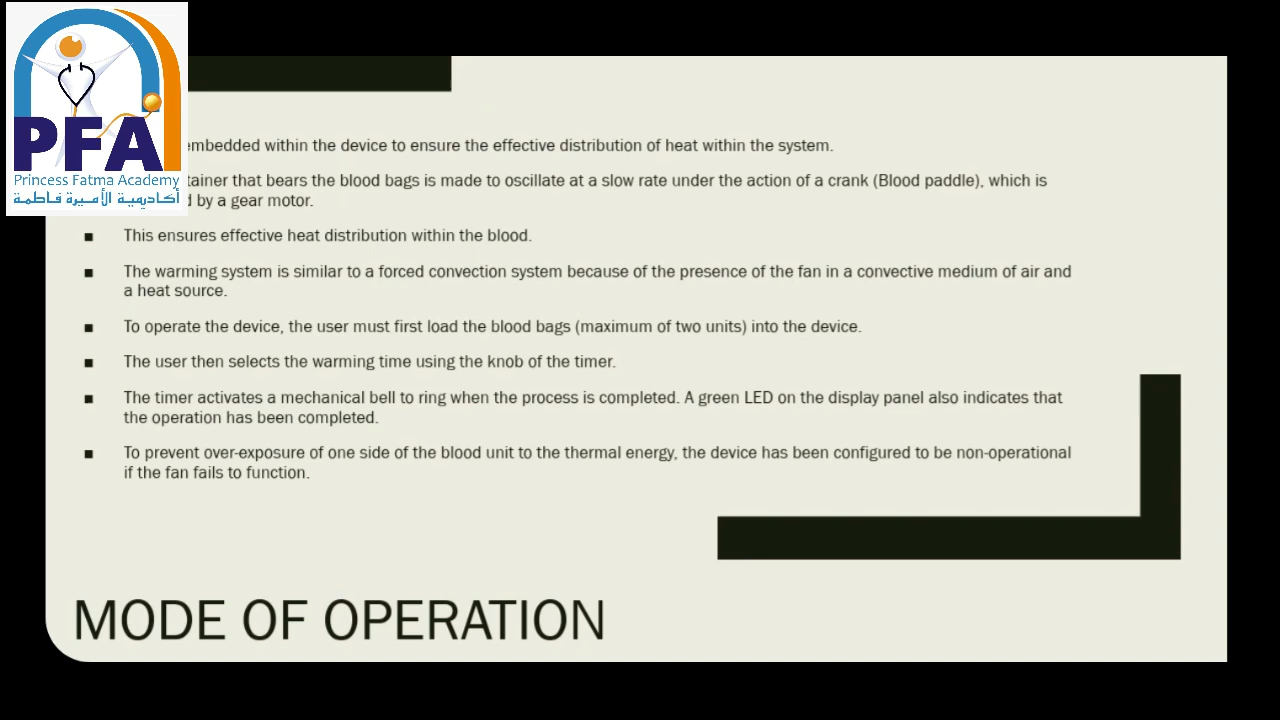 PFA
Princess Fatma Academy
أكاديمية الأميرة فاطمة
embedded within the device to ensure the effective distribution of heat within the system.
that bears the blood bags is made to oscillate at a slow rate under the action of a crank (Blood paddle), which is
by a gear motor.
■ This ensures effective heat distribution within the blood.
■ The warming system is similar to a forced convection system because of the presence of the fan in a convective medium of air and
a heat source.
■ To operate the device, the user must first load the blood bags (maximum of two units) into the device.
■ The user then selects the warming time using the knob of the timer.
■ The timer activates a mechanical bell to ring when the process is completed. A green LED on the display panel also indicates that
the operation has been completed.
■ To prevent over-exposure of one side of the blood unit to the thermal energy, the device has been configured to be non-operational
if the fan fails to function.
MODE OF OPERATION